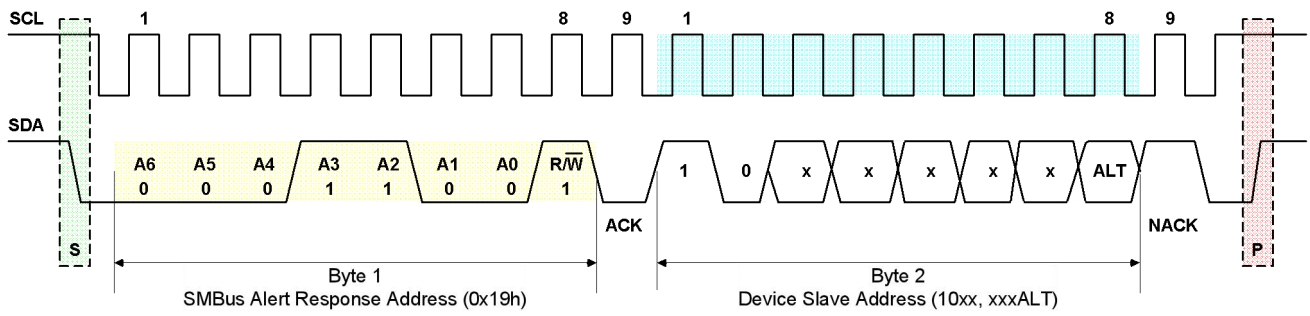 SCL 1 8 9 1 8 9
SDA
A6 A5 A4 A3 A2 A1 A0 R/W̅
0 0 0 1 1 0 0 1
1 0 x x x x x ALT
ACK NACK
S P
Byte 1 Byte 2
SMBus Alert Response Address (0x19h) Device Slave Address (10xx, xxxALT)